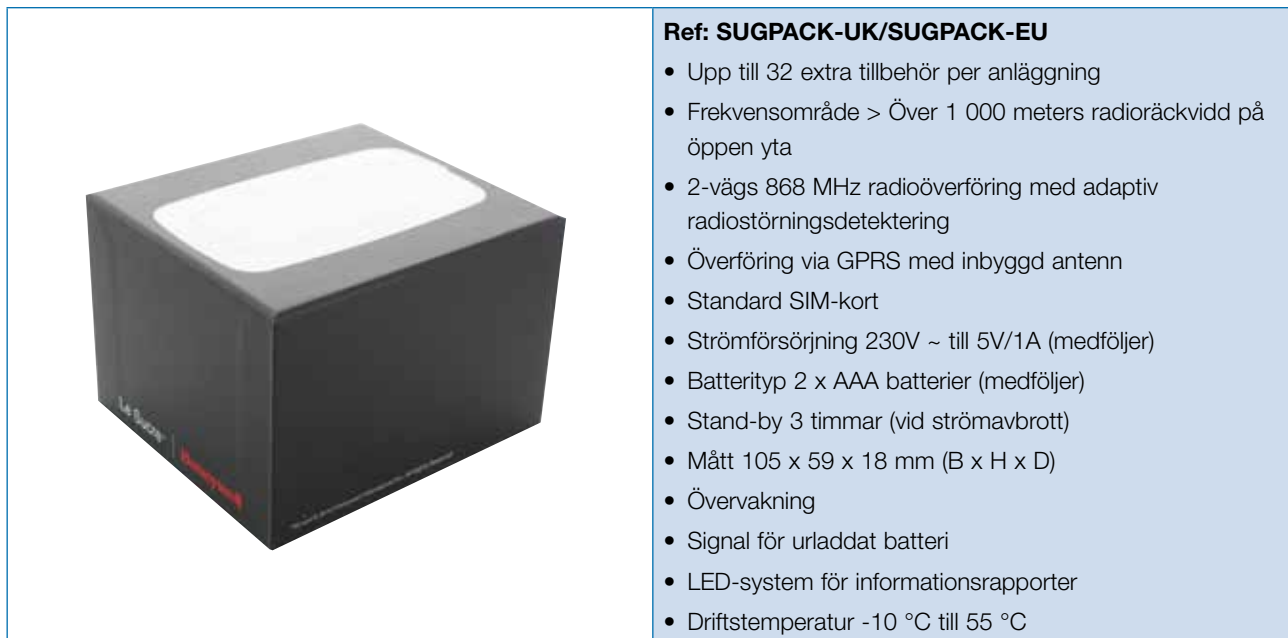 Ref: SUGPACK-UK/SUGPACK-EU
• Upp till 32 extra tillbehör per anläggning
• Frekvensområde > Över 1 000 meters radioräckvidd på
öppen yta
• 2-vägs 868 MHz radioöverföring med adaptiv
radiostörningsdetektering
• Överföring via GPRS med inbyggd antenn
• Standard SIM-kort
• Strömförsörjning 230V ~ till 5V/1A (medföljer)
• Batterityp 2 x AAA batterier (medföljer)
• Stand-by 3 timmar (vid strömavbrott)
• Mått 105 x 59 x 18 mm (B x H x D)
• Övervakning
• Signal för urladdat batteri
• LED-system för informationsrapporter
• Driftstemperatur -10 °C till 55 °C
Le Sucre™
Honeywell